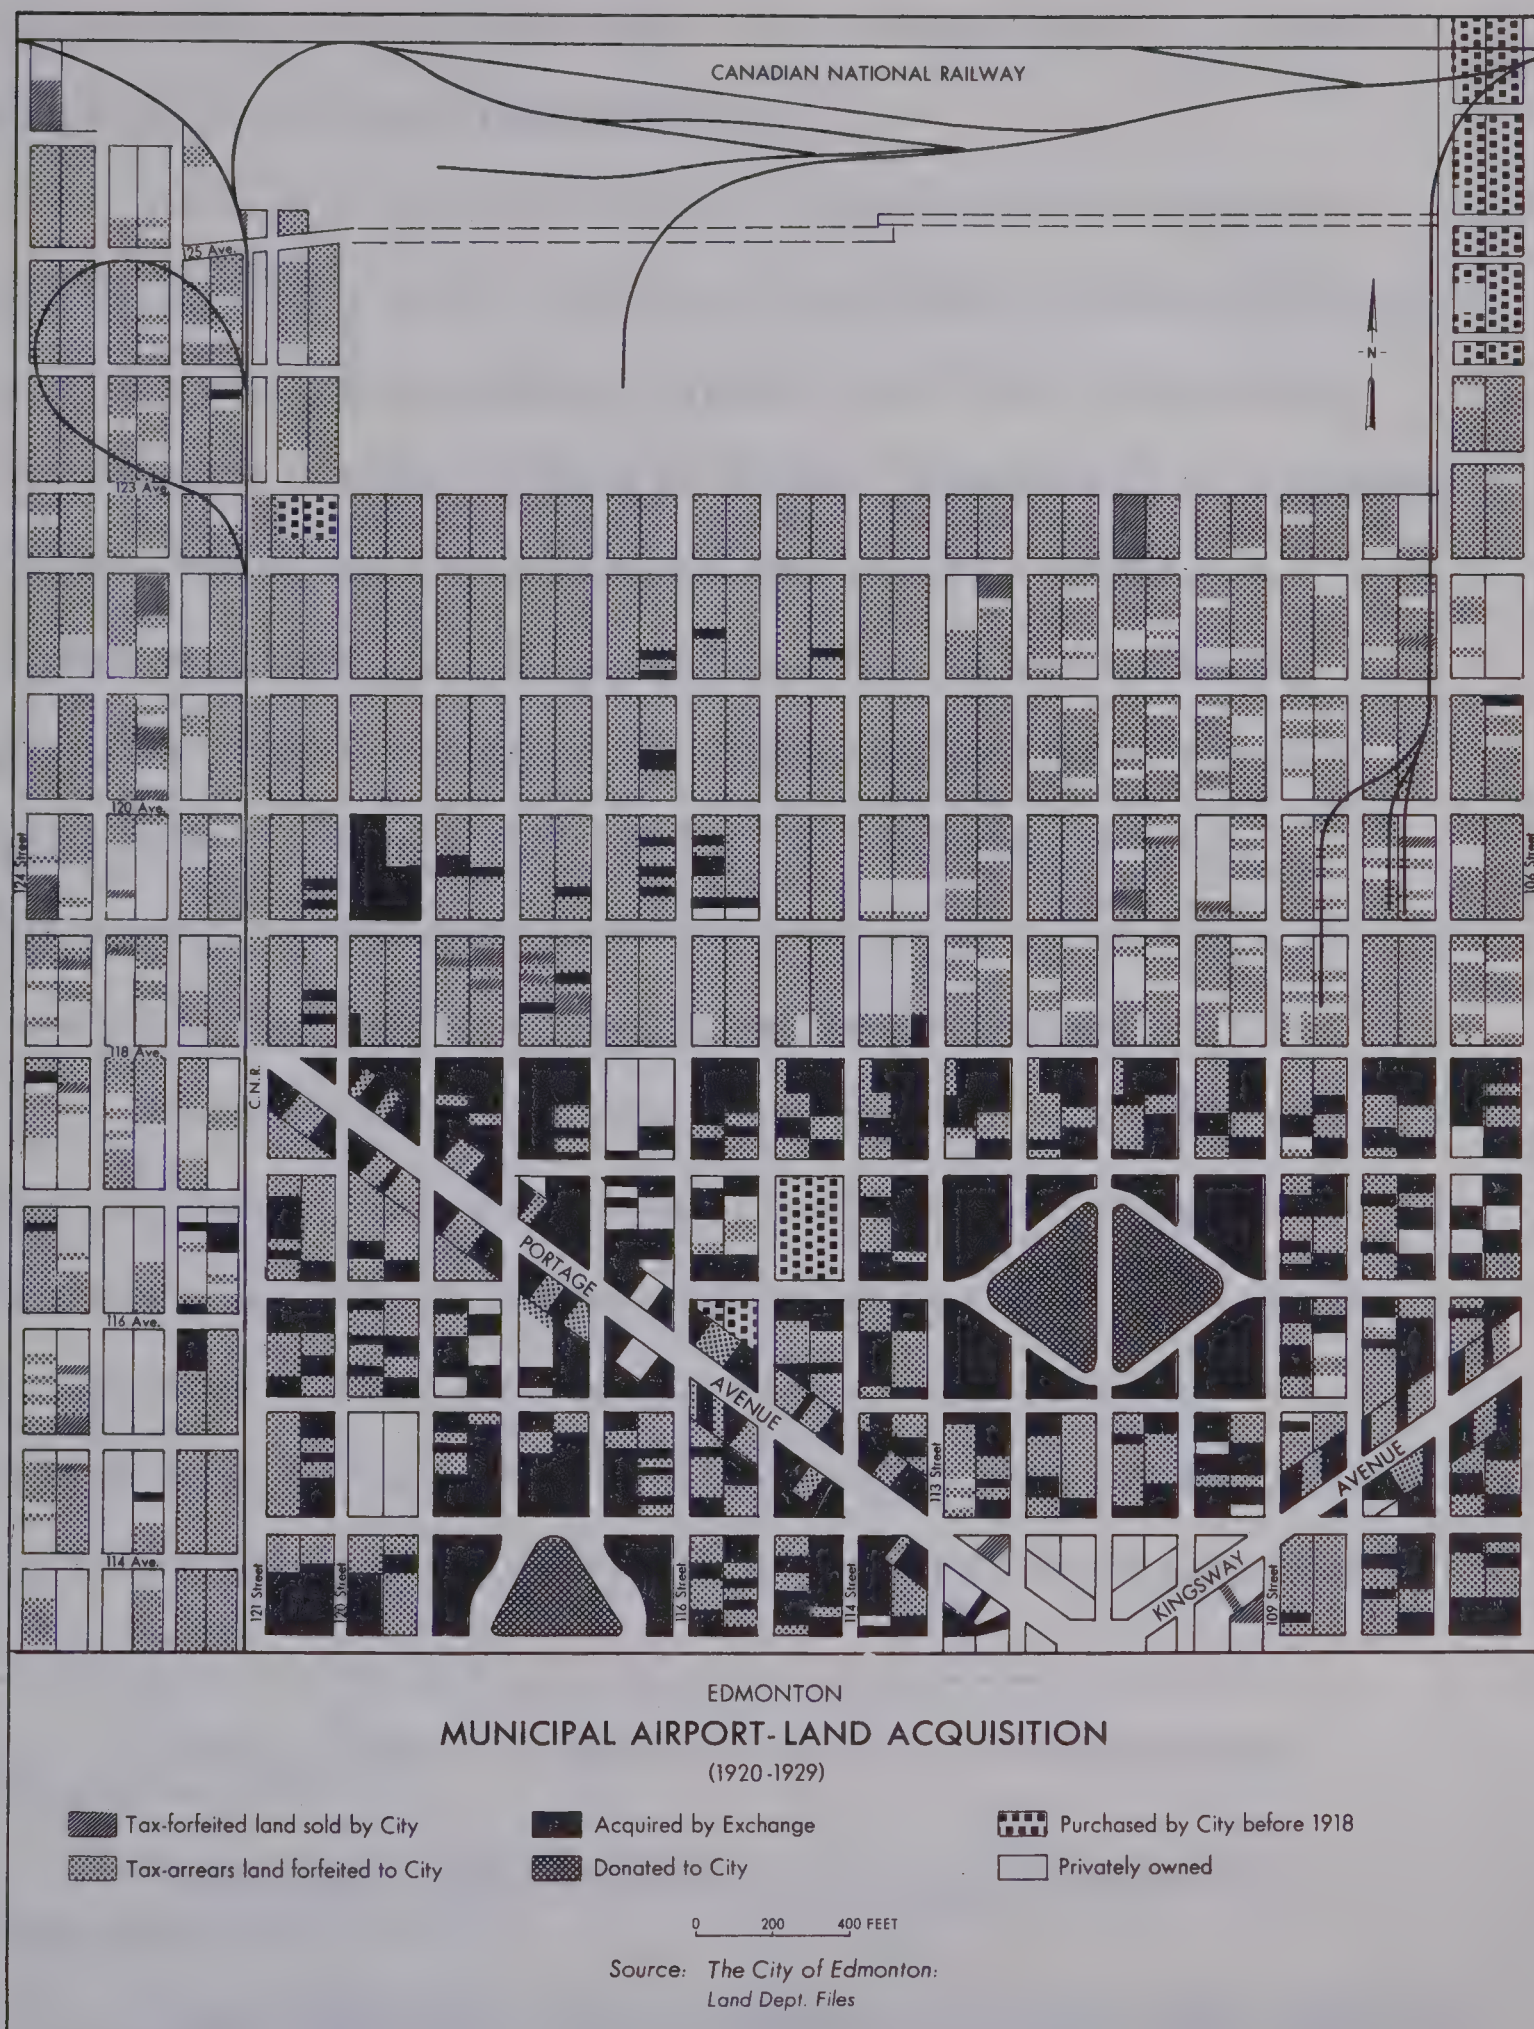 CANADIAN NATIONAL RAILWAY
125 Ave.
-N-
123 Ave.
120 Ave.
124 Street
106 Street
118 Ave.
C.N.R.
PORTAGE
AVENUE
116 Ave.
113 Street
AVENUE
114 Ave.
121 Street
120 Street
116 Street
114 Street
KINGSWAY
109 Street
EDMONTON
MUNICIPAL AIRPORT-LAND ACQUISITION
(1920-1929)
Tax-forfeited land sold by City
Acquired by Exchange
Purchased by City before 1918
Tax-arrears land forfeited to City
Donated to City
Privately owned
0 200 400 FEET
Source: The City of Edmonton:
Land Dept. Files